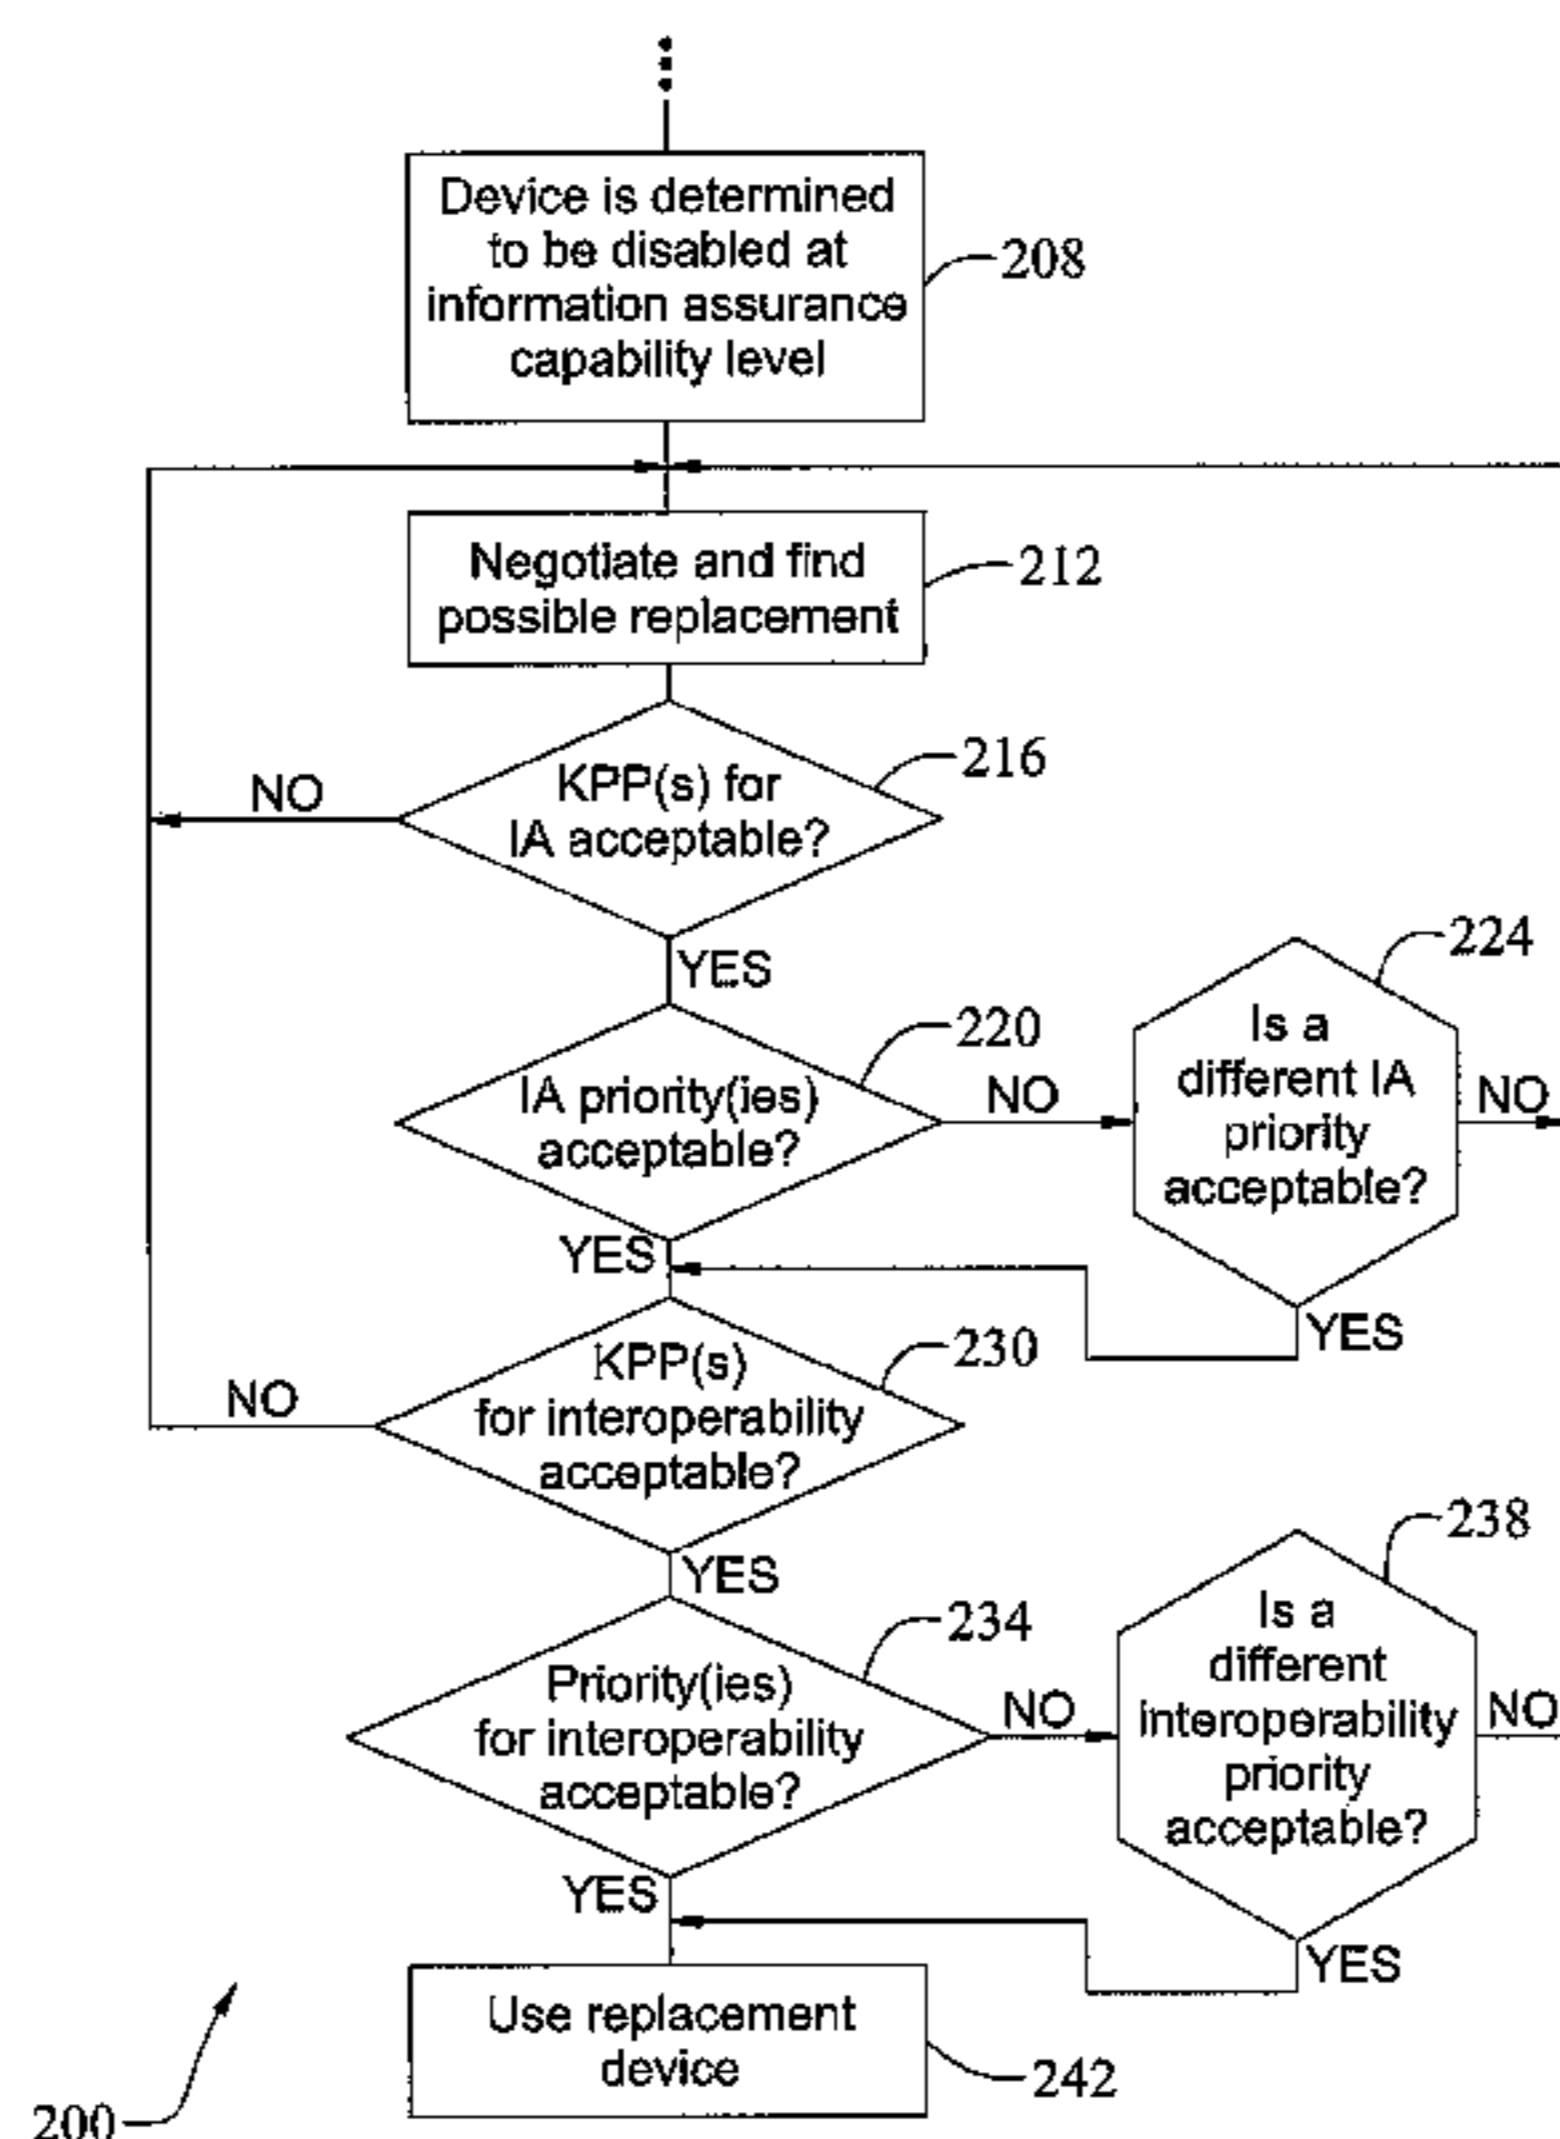 Device is determined
to be disabled at
information assurance
capability level
208
Negotiate and find
possible replacement
212
KPP(s) for
IA acceptable?
216
NO
YES
IA priority(ies)
acceptable?
220
NO
Is a
different IA
priority
acceptable?
224
NO
YES
YES
KPP(s)
for interoperability
acceptable?
230
NO
YES
Priority(ies)
for interoperability
acceptable?
234
NO
Is a
different
interoperability
priority
acceptable?
238
NO
YES
YES
Use replacement
device
242
200